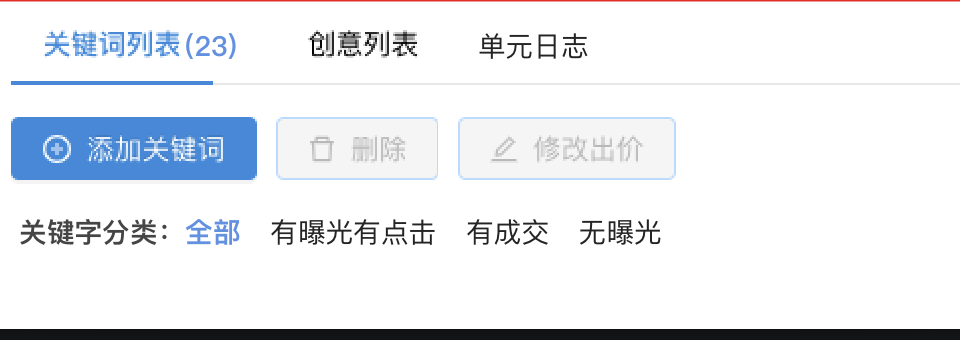 关键词列表(23) 创意列表 单元日志
添加关键词 删除 修改出价
关键字分类：全部 有曝光有点击 有成交 无曝光